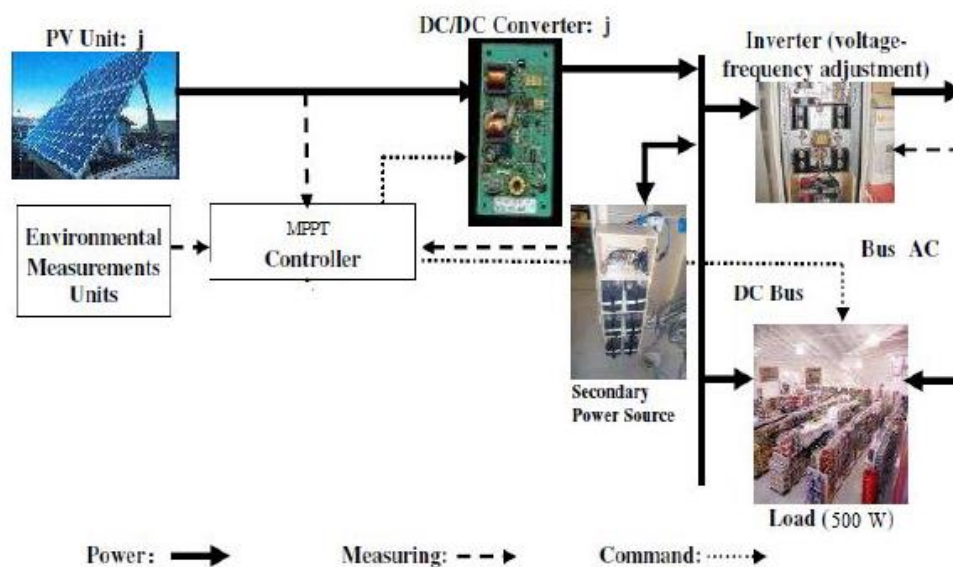 PV Unit: j
DC/DC Converter: j
Inverter (voltage-
frequency adjustment)
Environmental
Measurements
Units
MPPT
Controller
Bus AC
DC Bus
Secondary
Power Source
Load (500 W)
Power:
Measuring:
Command: